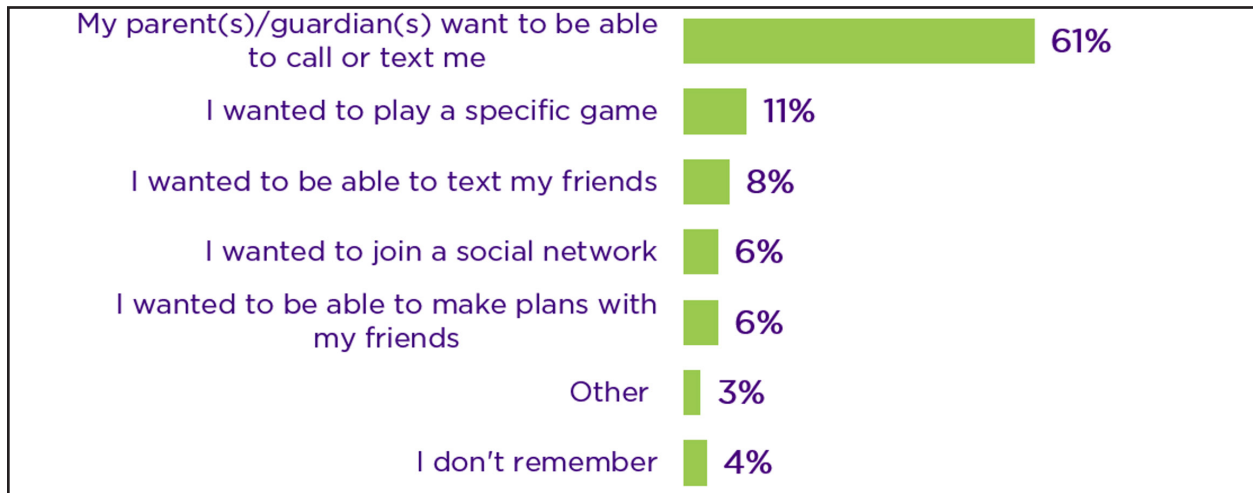 My parent(s)/guardian(s) want to be able
to call or text me
61%
I wanted to play a specific game
11%
I wanted to be able to text my friends
8%
I wanted to join a social network
6%
I wanted to be able to make plans with
my friends
6%
Other
3%
I don't remember
4%